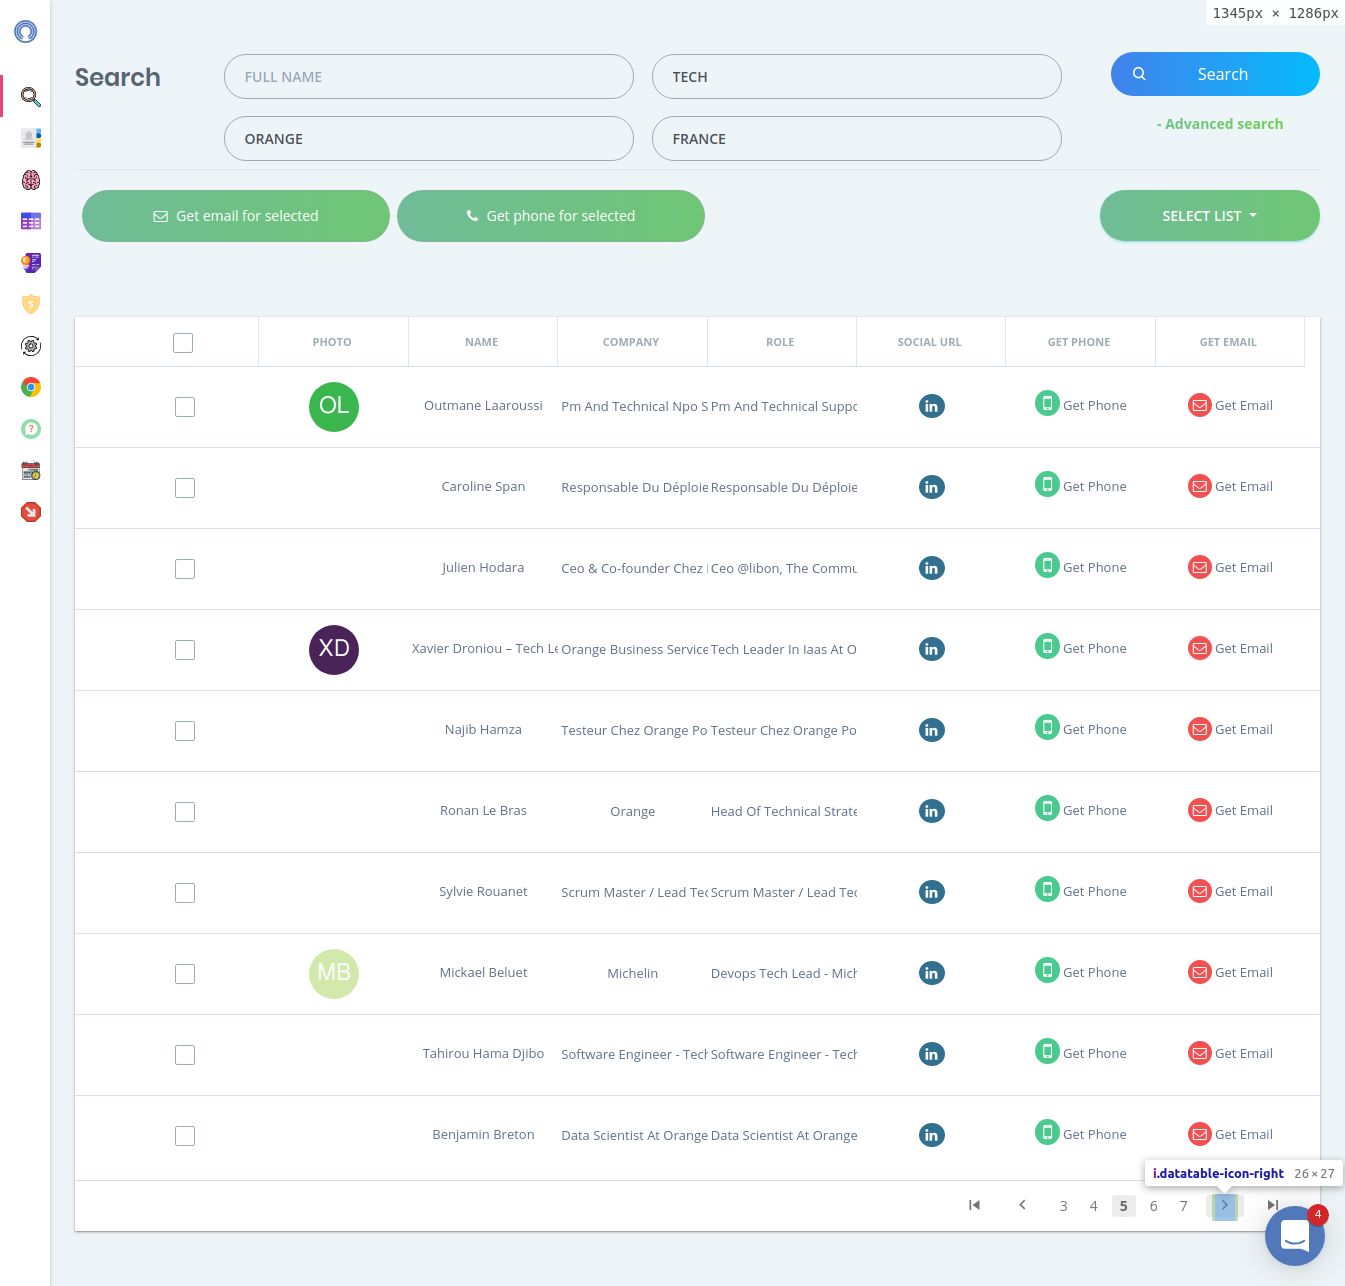 1345px × 1286px
Search
FULL NAME
TECH
Search
- Advanced search
ORANGE
FRANCE
Get email for selected
Get phone for selected
SELECT LIST
PHOTO NAME COMPANY ROLE SOCIAL URL GET PHONE GET EMAIL
OL Outmane Laaroussi Pm And Technical Npo S Pm And Technical Suppo in Get Phone Get Email
Caroline Span Responsable Du Déploie Responsable Du Déploie in Get Phone Get Email
Julien Hodara Ceo & Co-founder Chez Ceo @libon, The Commu in Get Phone Get Email
XD Xavier Droniou – Tech Le Orange Business Service Tech Leader In Iaas At O in Get Phone Get Email
Najib Hamza Testeur Chez Orange Po Testeur Chez Orange Po in Get Phone Get Email
Ronan Le Bras Orange Head Of Technical Strate in Get Phone Get Email
Sylvie Rouanet Scrum Master / Lead Tec Scrum Master / Lead Tec in Get Phone Get Email
MB Mickael Beluet Michelin Devops Tech Lead - Mich in Get Phone Get Email
Tahirou Hama Djibo Software Engineer - Tech Software Engineer - Tech in Get Phone Get Email
Benjamin Breton Data Scientist At Orange Data Scientist At Orange in Get Phone Get Email
i.datatable-icon-right 26×27
3 4 5 6 7
4